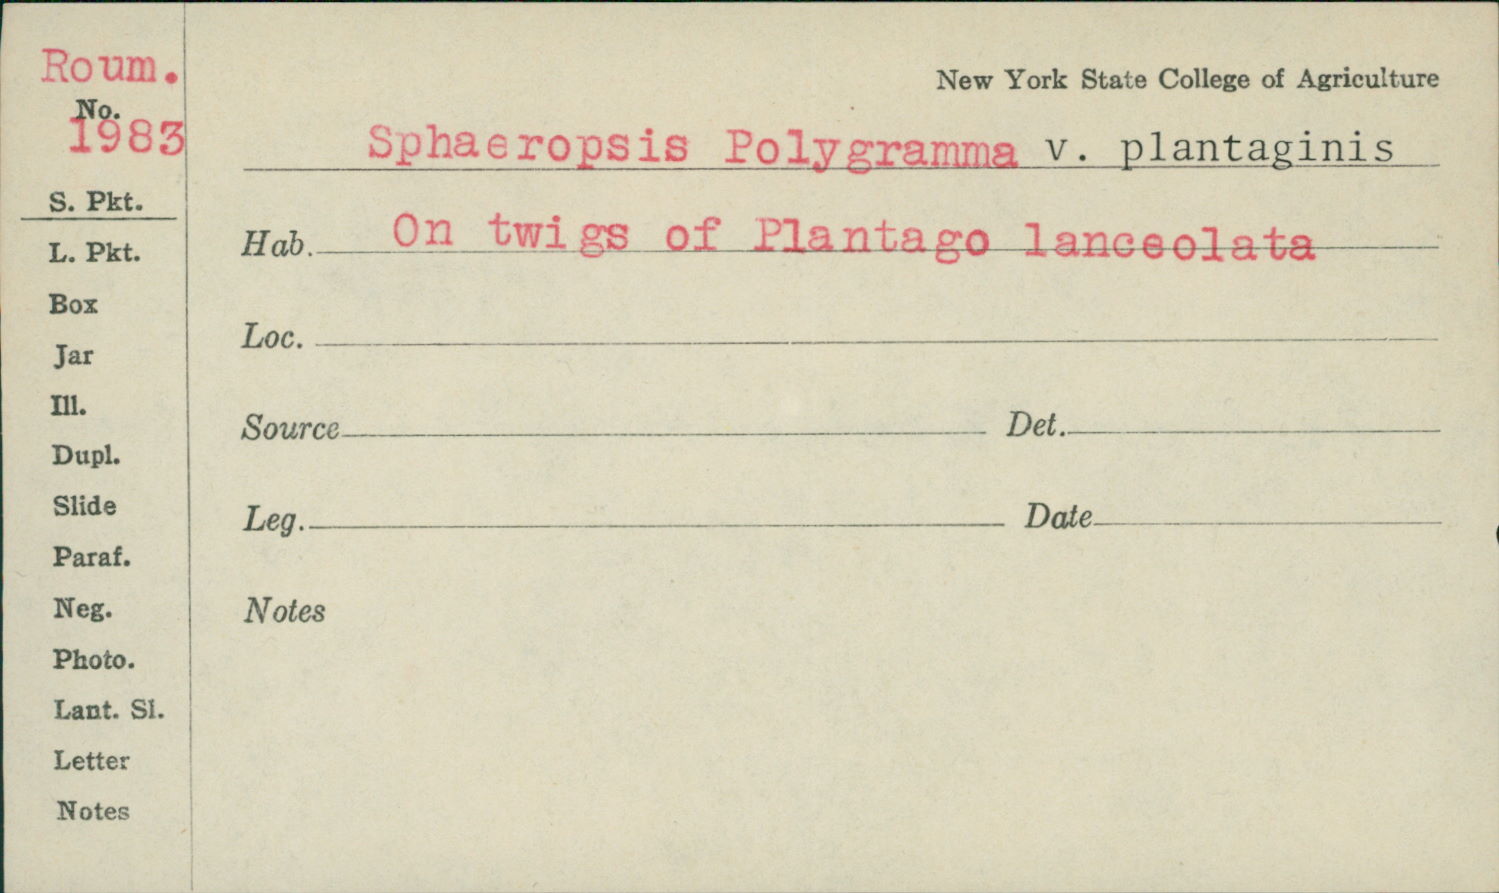 Roum.
No.
1983
S. Pkt.
L. Pkt.
Box
Jar
Ill.
Dupl.
Slide
Paraf.
Neg.
Photo.
Lant. Sl.
Letter
Notes
New York State College of Agriculture
Sphaeropsis Polygramma v. plantaginis
Hab. On twigs of Plantago lanceolata
Loc.
Source Det.
Leg. Date
Notes